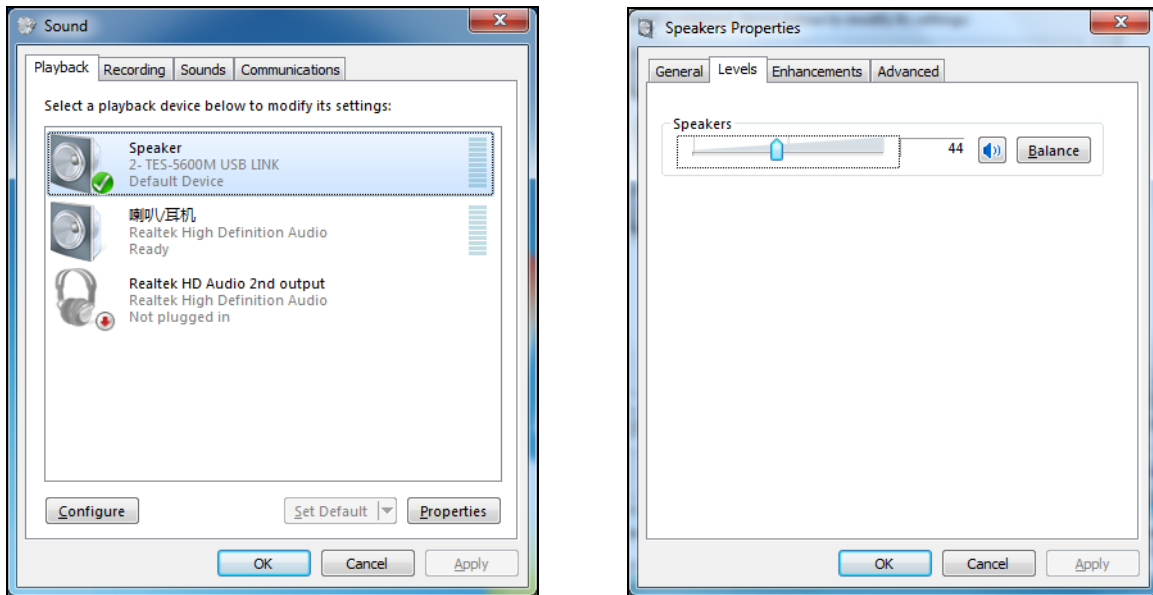 Sound
Playback Recording Sounds Communications
Select a playback device below to modify its settings:
Speaker
2- TES-5600M USB LINK
Default Device
喇叭/耳机
Realtek High Definition Audio
Ready
Realtek HD Audio 2nd output
Realtek High Definition Audio
Not plugged in
Configure Set Default Properties
OK Cancel Apply
Speakers Properties
General Levels Enhancements Advanced
Speakers
44 Balance
OK Cancel Apply